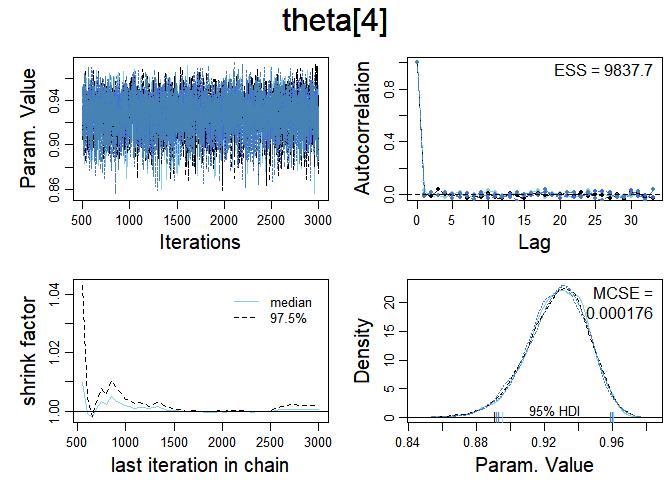 theta[4]
Param. Value
0.86 0.90 0.94
500 1000 1500 2000 2500 3000
Iterations
Autocorrelation
0.0 0.4 0.8
ESS = 9837.7
0 5 10 15 20 25 30
Lag
shrink factor
1.00 1.02 1.04
median
97.5%
500 1000 1500 2000 2500 3000
last iteration in chain
Density
0 5 10 15 20
MCSE =
0.000176
95% HDI
0.84 0.88 0.92 0.96
Param. Value